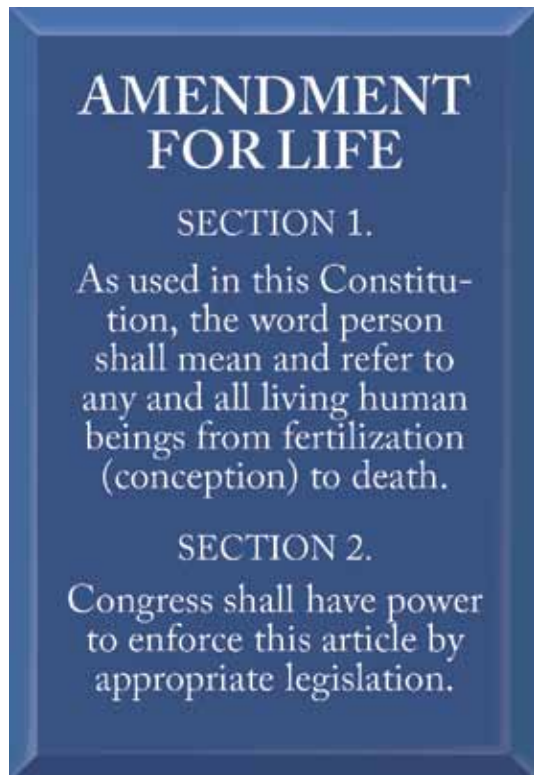 AMENDMENT
FOR LIFE
SECTION 1.
As used in this Constitu-
tion, the word person
shall mean and refer to
any and all living human
beings from fertilization
(conception) to death.
SECTION 2.
Congress shall have power
to enforce this article by
appropriate legislation.